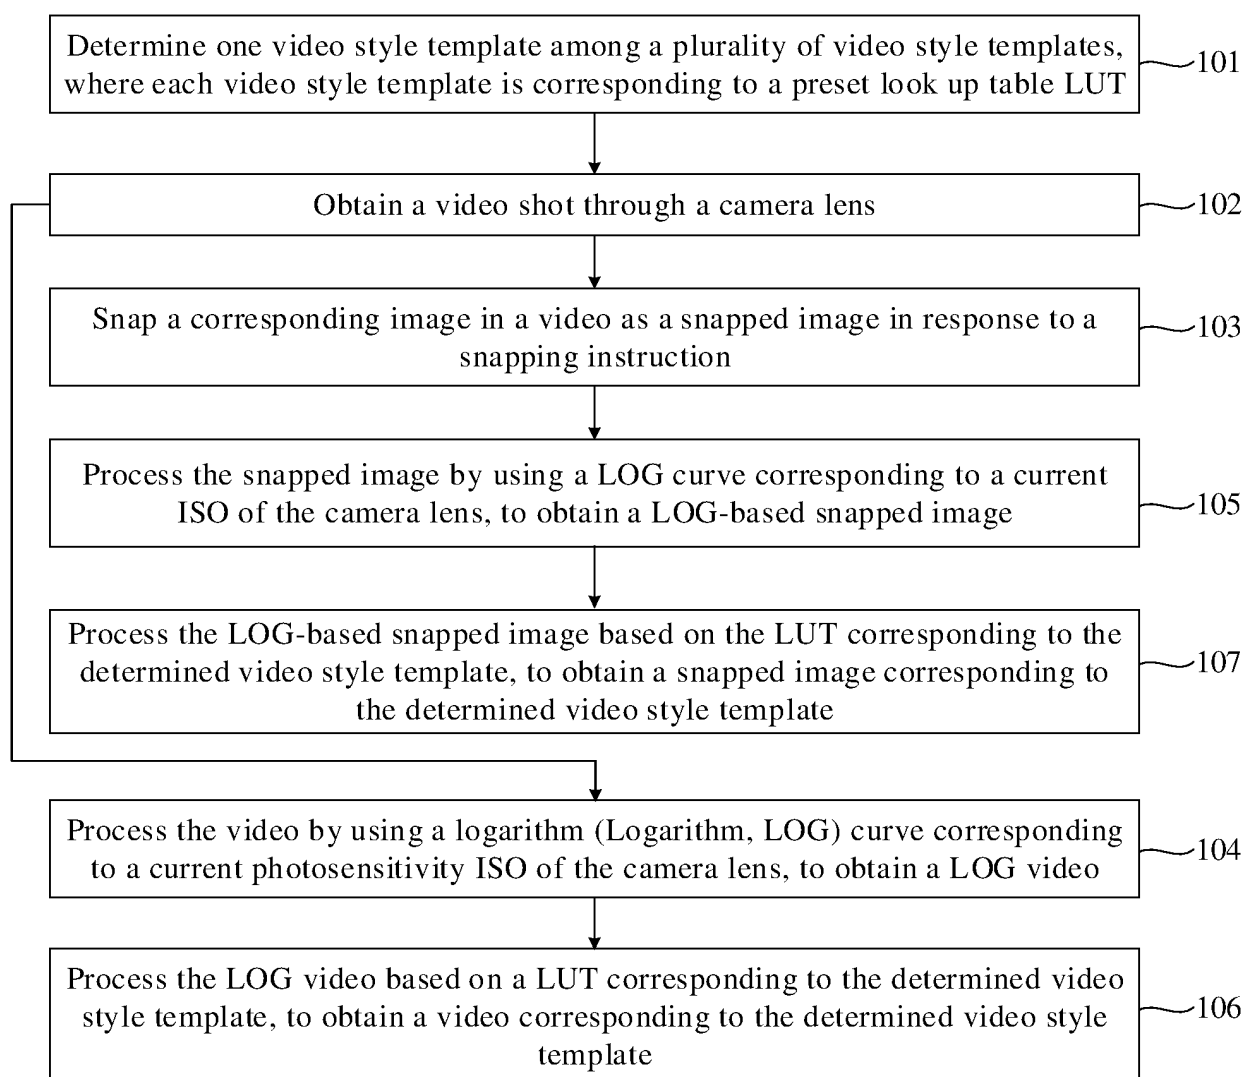 Determine one video style template among a plurality of video style templates,
where each video style template is corresponding to a preset look up table LUT
101
Obtain a video shot through a camera lens
102
Snap a corresponding image in a video as a snapped image in response to a
snapping instruction
103
Process the snapped image by using a LOG curve corresponding to a current
ISO of the camera lens, to obtain a LOG-based snapped image
105
Process the LOG-based snapped image based on the LUT corresponding to the
determined video style template, to obtain a snapped image corresponding to
the determined video style template
107
Process the video by using a logarithm (Logarithm, LOG) curve corresponding
to a current photosensitivity ISO of the camera lens, to obtain a LOG video
104
Process the LOG video based on a LUT corresponding to the determined video
style template, to obtain a video corresponding to the determined video style
template
106